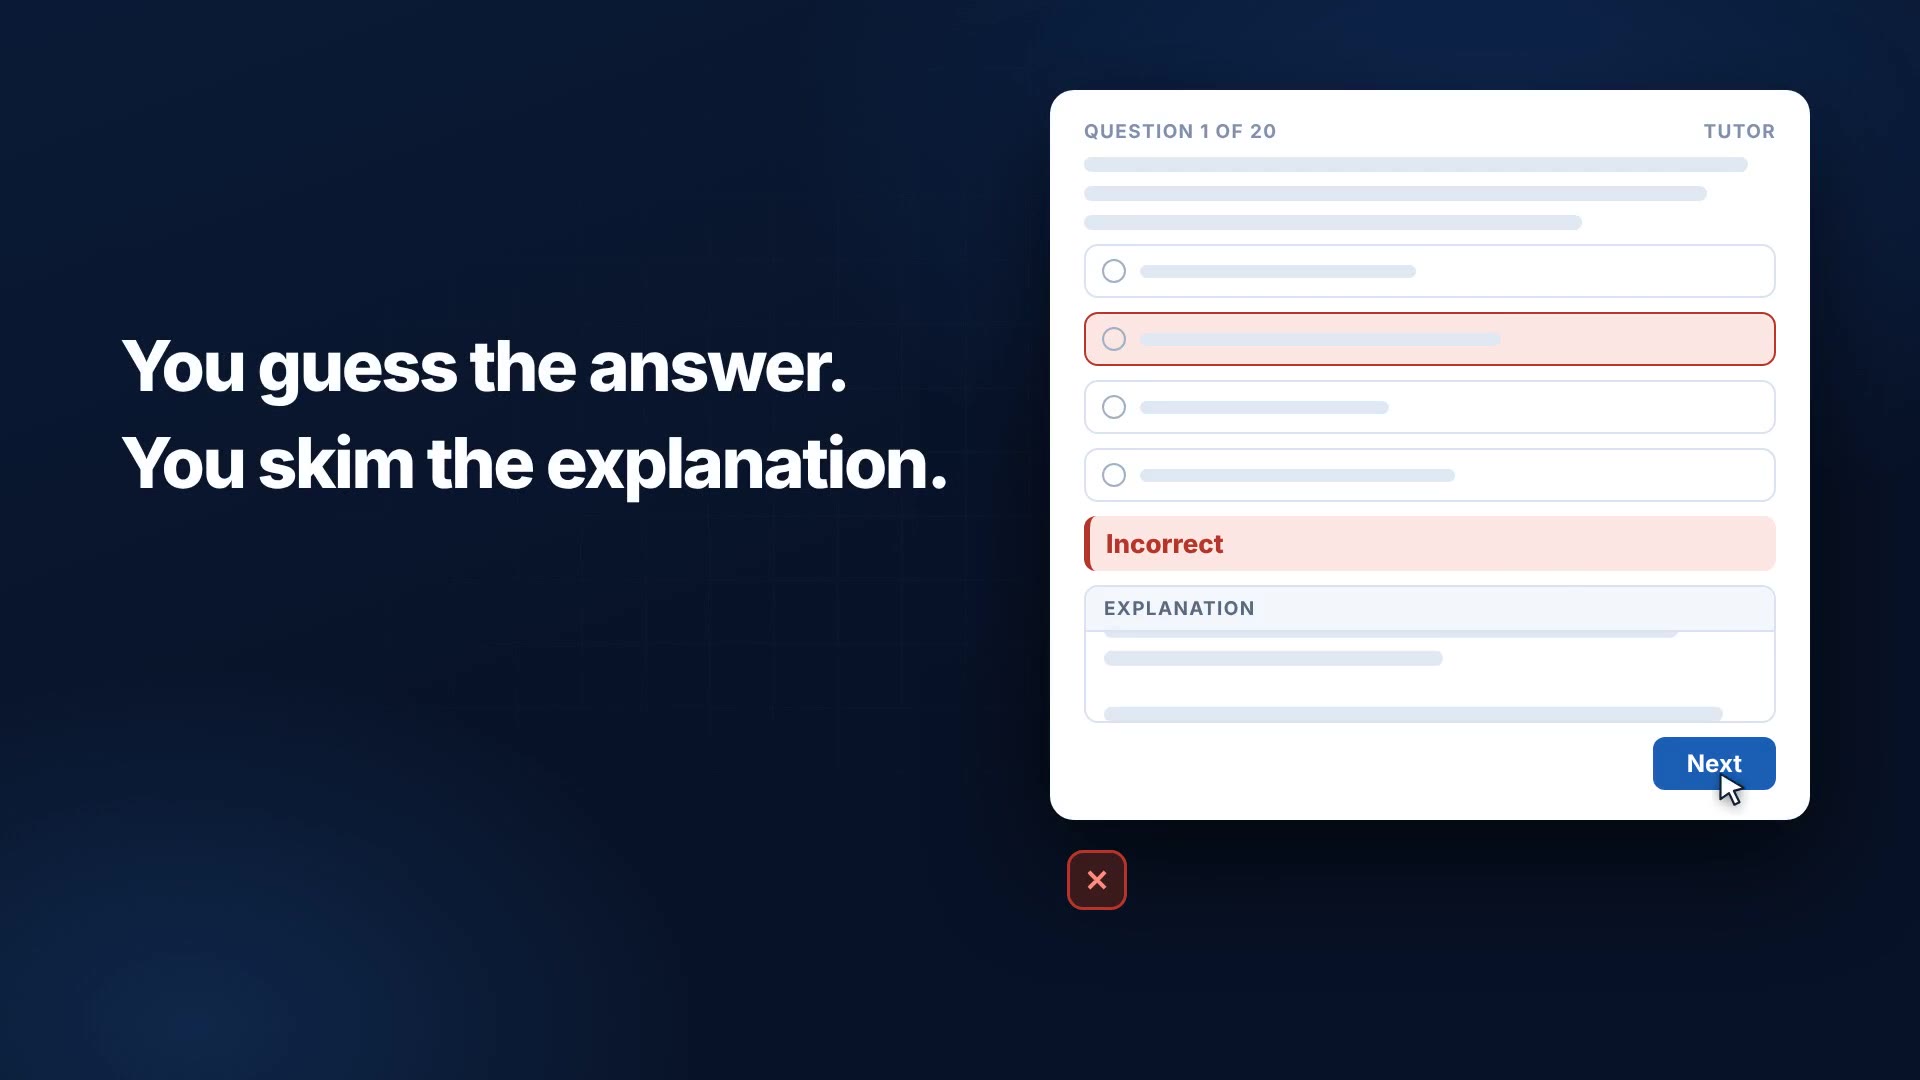 You guess the answer.
You skim the explanation.
QUESTION 1 OF 20
TUTOR
Incorrect
EXPLANATION
Next